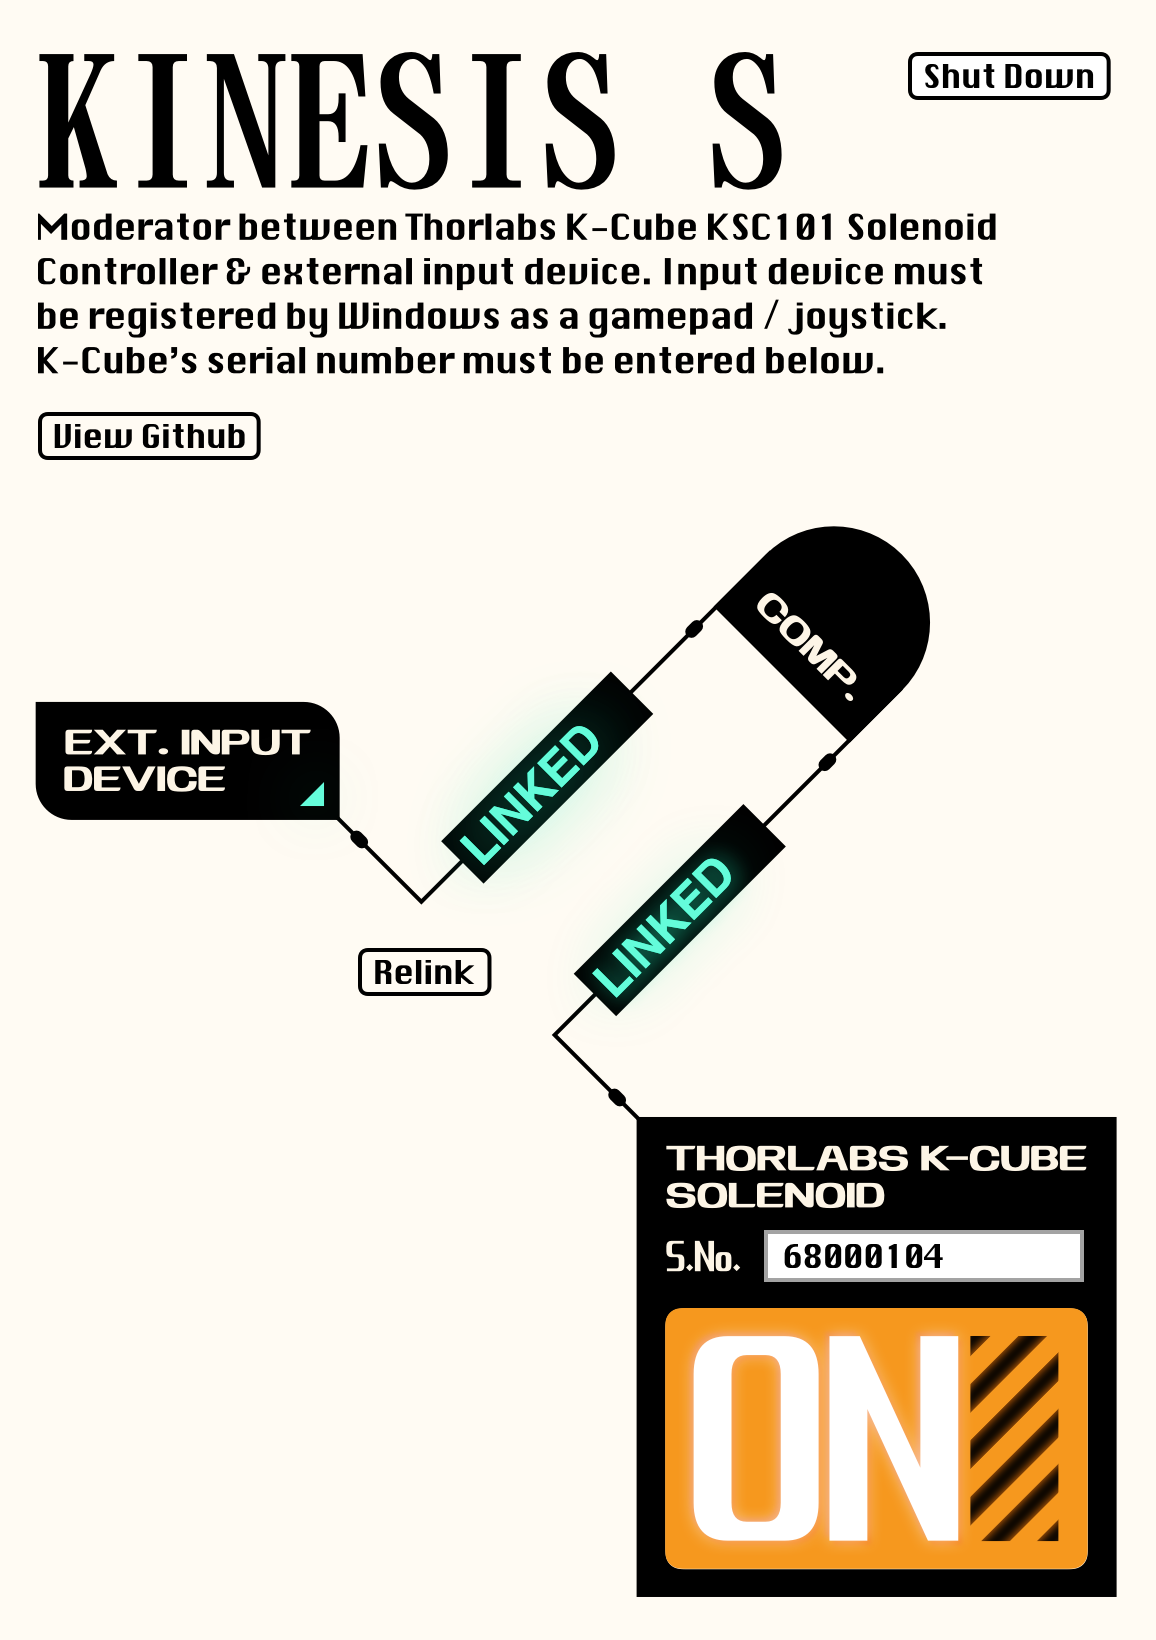 KINESIS S
Shut Down
Moderator between Thorlabs K-Cube KSC101 Solenoid
Controller & external input device. Input device must
be registered by Windows as a gamepad / joystick.
K-Cube’s serial number must be entered below.
View Github
COMP.
EXT. INPUT
DEVICE
LINKED
LINKED
Relink
THORLABS K-CUBE
SOLENOID
S.No. 68000104
ON